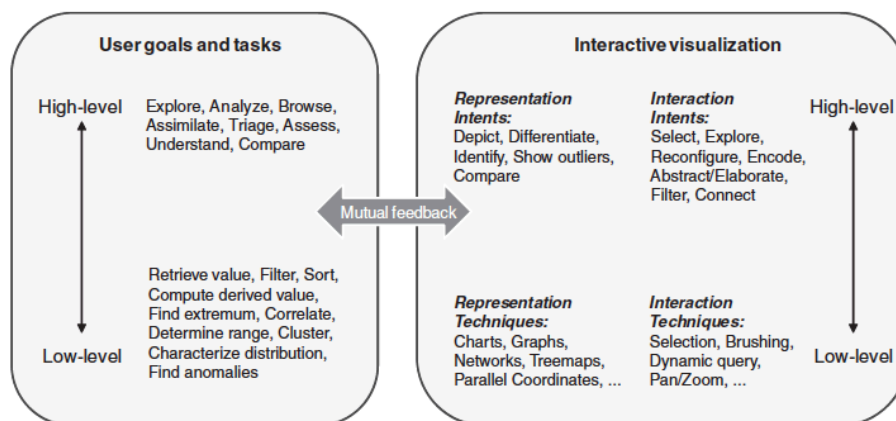 User goals and tasks
High-level
Explore, Analyze, Browse,
Assimilate, Triage, Assess,
Understand, Compare
Retrieve value, Filter, Sort,
Compute derived value,
Find extremum, Correlate,
Determine range, Cluster,
Characterize distribution,
Find anomalies
Low-level
Mutual feedback
Interactive visualization
Representation
Intents:
Depict, Differentiate,
Identify, Show outliers,
Compare
Interaction
Intents:
Select, Explore,
Reconfigure, Encode,
Abstract/Elaborate,
Filter, Connect
High-level
Representation
Techniques:
Charts, Graphs,
Networks, Treemaps,
Parallel Coordinates, ...
Interaction
Techniques:
Selection, Brushing,
Dynamic query,
Pan/Zoom, ...
Low-level